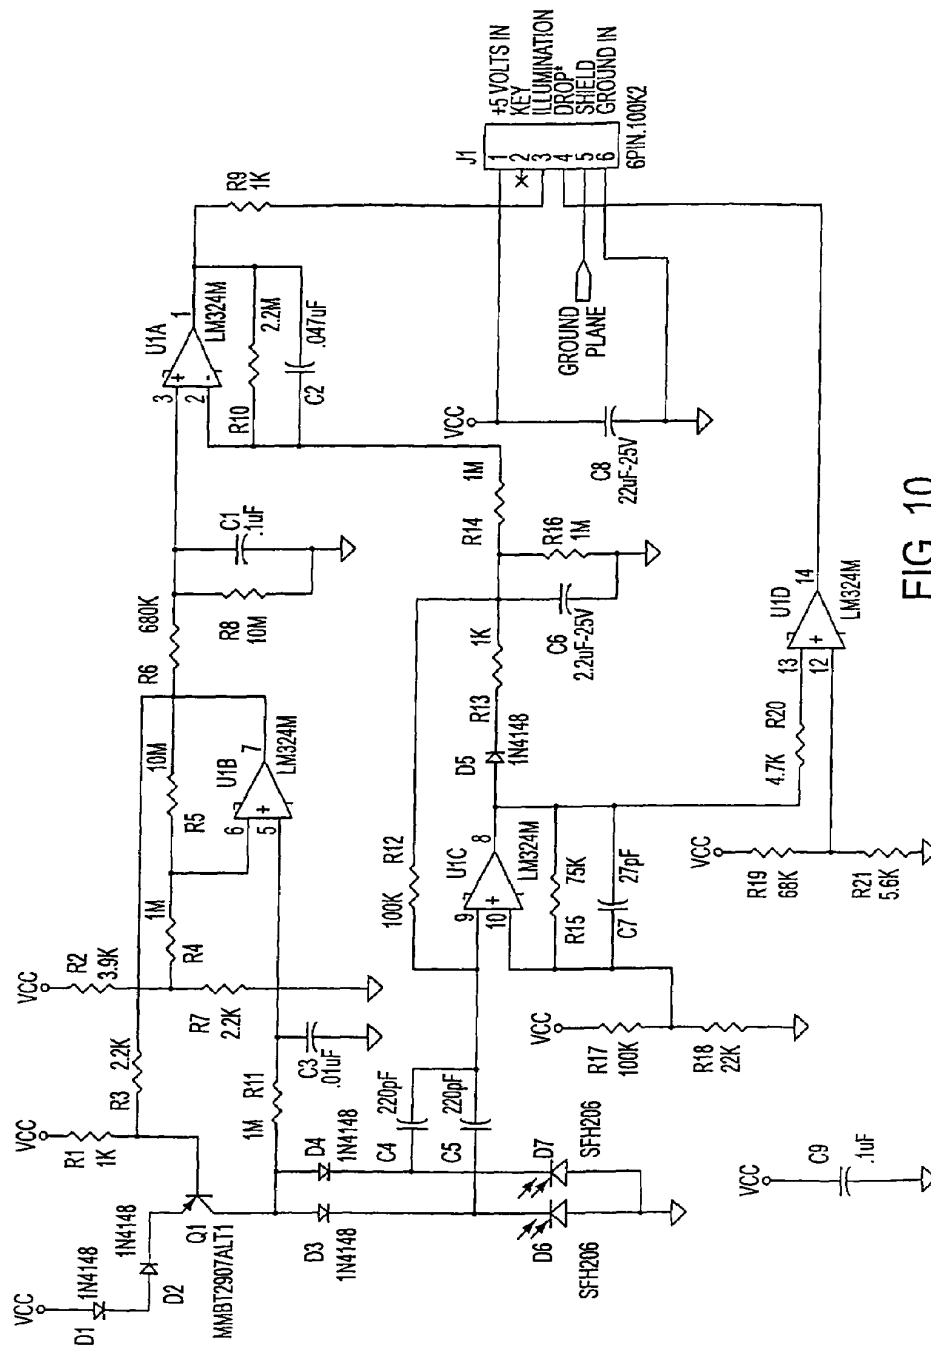 VCC
D1
1N4148
D2
1N4148
Q1
MMBT2907ALT1
VCC
R1
1K
R3
2.2K
VCC
R2
3.9K
R4
1M
R7
2.2K
R5
10M
6
5
+
U1B
7
LM324M
R6
680K
R8
10M
C1
.1uF
3
2
+
-
U1A
1
LM324M
R10
2.2M
C2
.047uF
R9
1K
J1
1
2
3
4
5
6
+5 VOLTS IN
KEY
ILLUMINATION
DROP*
SHIELD
GROUND IN
6PIN.100K2
GROUND
PLANE
VCC
C8
22uF-25V
R11
1M
C3
.01uF
D4
1N4148
D3
1N4148
C4
220pF
C5
220pF
D7
SFH206
D6
SFH206
R12
100K
9
10
+
U1C
8
LM324M
D5
1N4148
R13
1K
C6
2.2uF-25V
R14
1M
R16
1M
R15
75K
C7
27pF
VCC
R17
100K
R18
22K
VCC
R19
68K
R21
5.6K
R20
4.7K
13
12
+
U1D
14
LM324M
VCC
C9
.1uF
FIG. 10